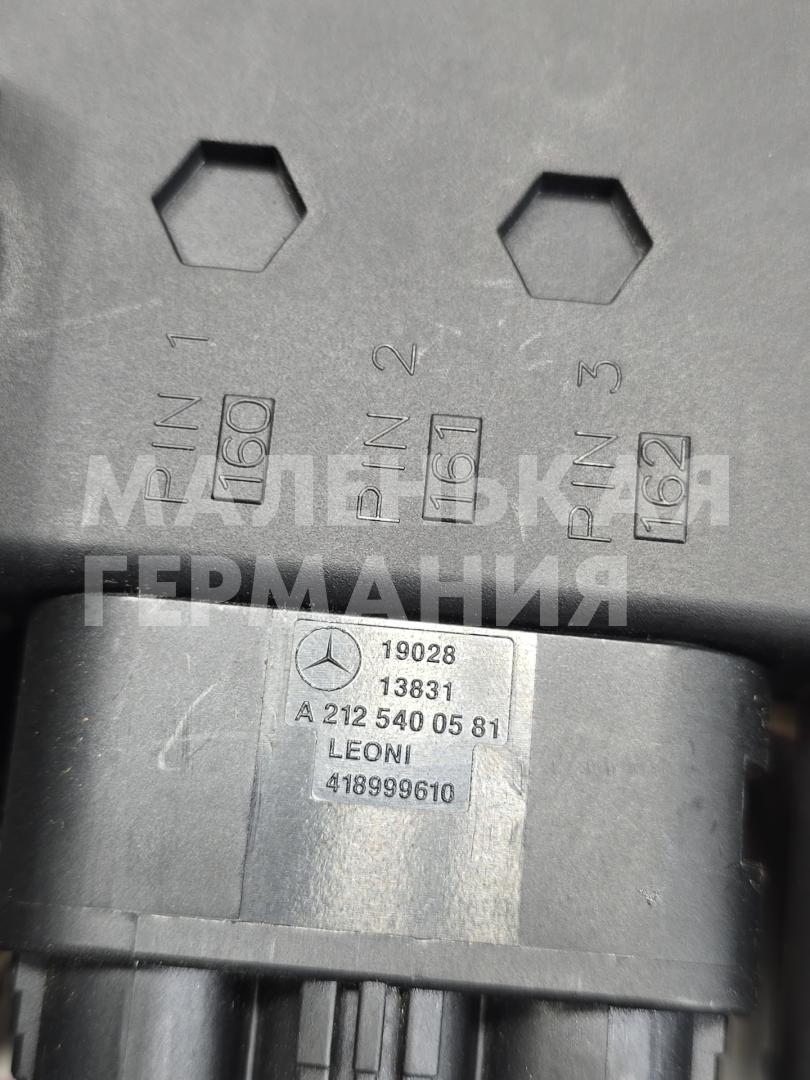 PIN 1
160
PIN 2
161
PIN 3
162
МАЛЕНЬКАЯ
ГЕРМАНИЯ
19028
13831
A 212 540 05 81
LEONI
418999610